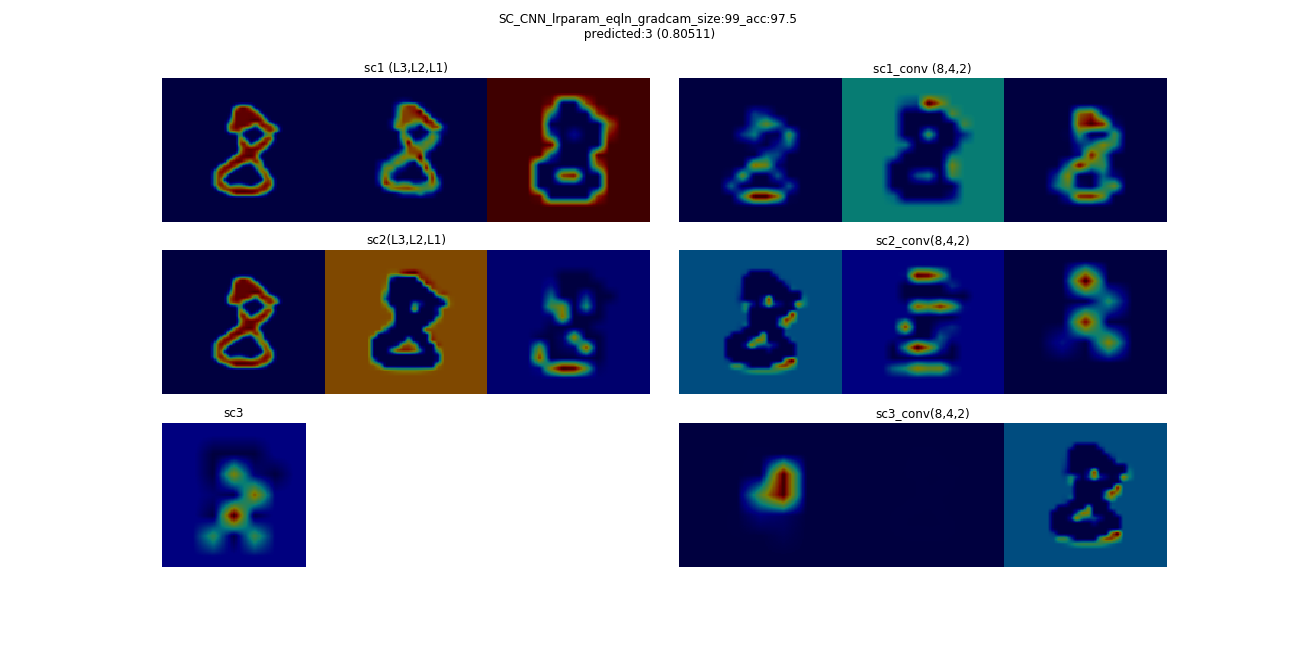 SC_CNN_lrparam_eqln_gradcam_size:99_acc:97.5
predicted:3 (0.80511)
sc1 (L3,L2,L1)
sc1_conv (8,4,2)
sc2(L3,L2,L1)
sc2_conv(8,4,2)
sc3
sc3_conv(8,4,2)